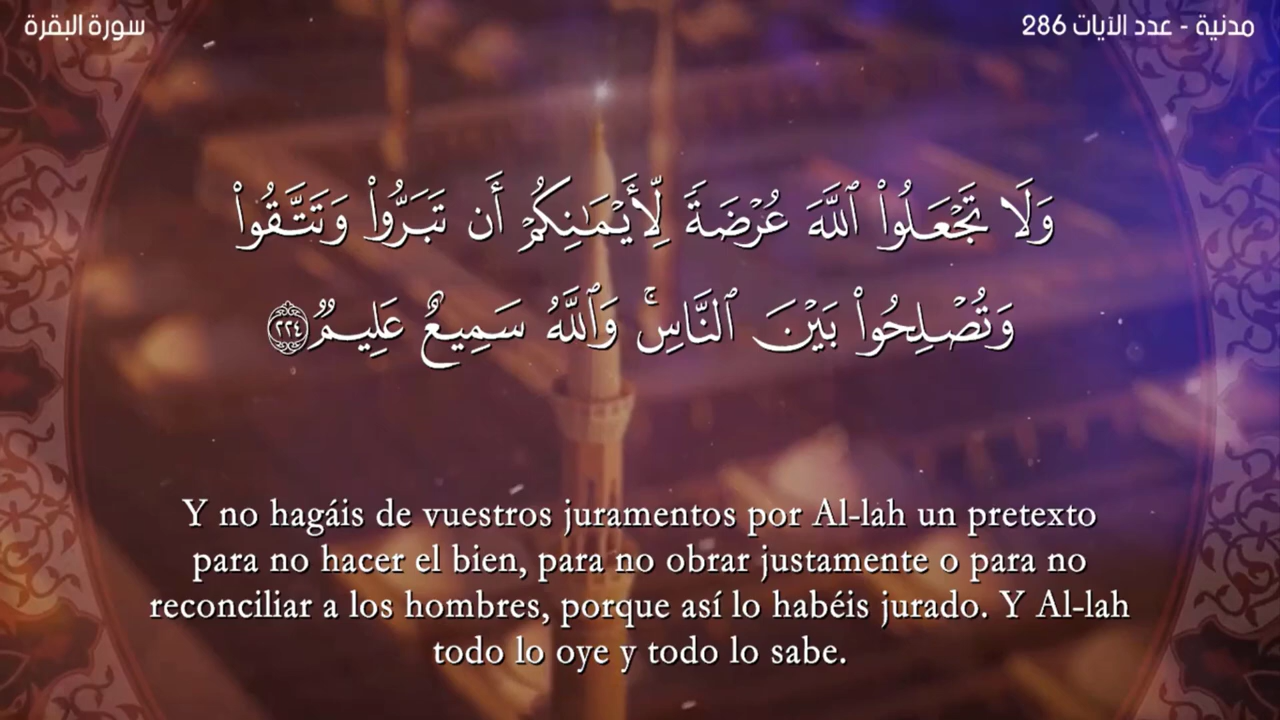 سورة البقرة
مدنية - عدد الآيات 286
وَلَا تَجْعَلُوا۟ ٱللَّهَ عُرْضَةً لِّأَيْمَـٰنِكُمْ أَن تَبَرُّوا۟ وَتَتَّقُوا۟
وَتُصْلِحُوا۟ بَيْنَ ٱلنَّاسِ ۗ وَٱللَّهُ سَمِيعٌ عَلِيمٌ ٢٢٤
Y no hagáis de vuestros juramentos por Al-lah un pretexto
para no hacer el bien, para no obrar justamente o para no
reconciliar a los hombres, porque así lo habéis jurado. Y Al-lah
todo lo oye y todo lo sabe.